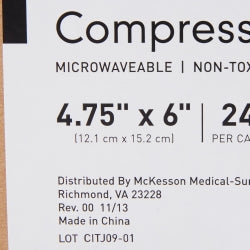 Compress
MICROWAVEABLE | NON-TOX
4.75" x 6" | 24
(12.1 cm x 15.2 cm) PER CA
Distributed By McKesson Medical-Sur
Richmond, VA 23228
Rev. 00 11/13
Made in China
LOT CITJ09-01